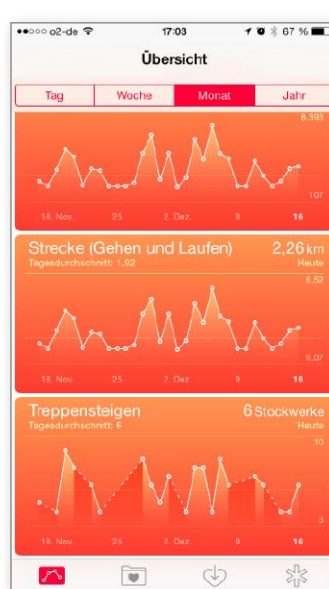 o2-de 17:03 67 %
Übersicht
Tag Woche Monat Jahr
8.393
107
18. Nov. 25 2. Dez. 9 16
Strecke (Gehen und Laufen) 2,26 km
Tagesdurchschnitt: 1,92 Heute
6,52
0,07
18. Nov. 25 2. Dez. 9 16
Treppensteigen 6 Stockwerke
Tagesdurchschnitt: 6 Heute
10
3
18. Nov. 25 2. Dez. 9 16